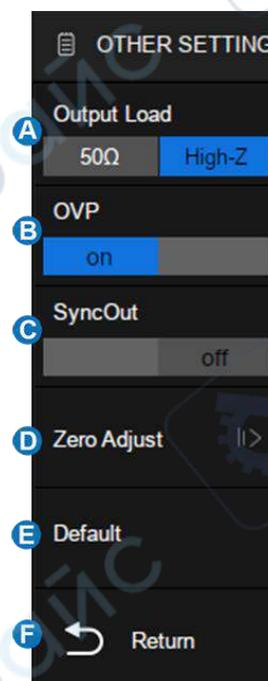 OTHER SETTING
A
Output Load
50Ω High-Z
B
OVP
on
C
SyncOut
off
D Zero Adjust
E Default
F Return